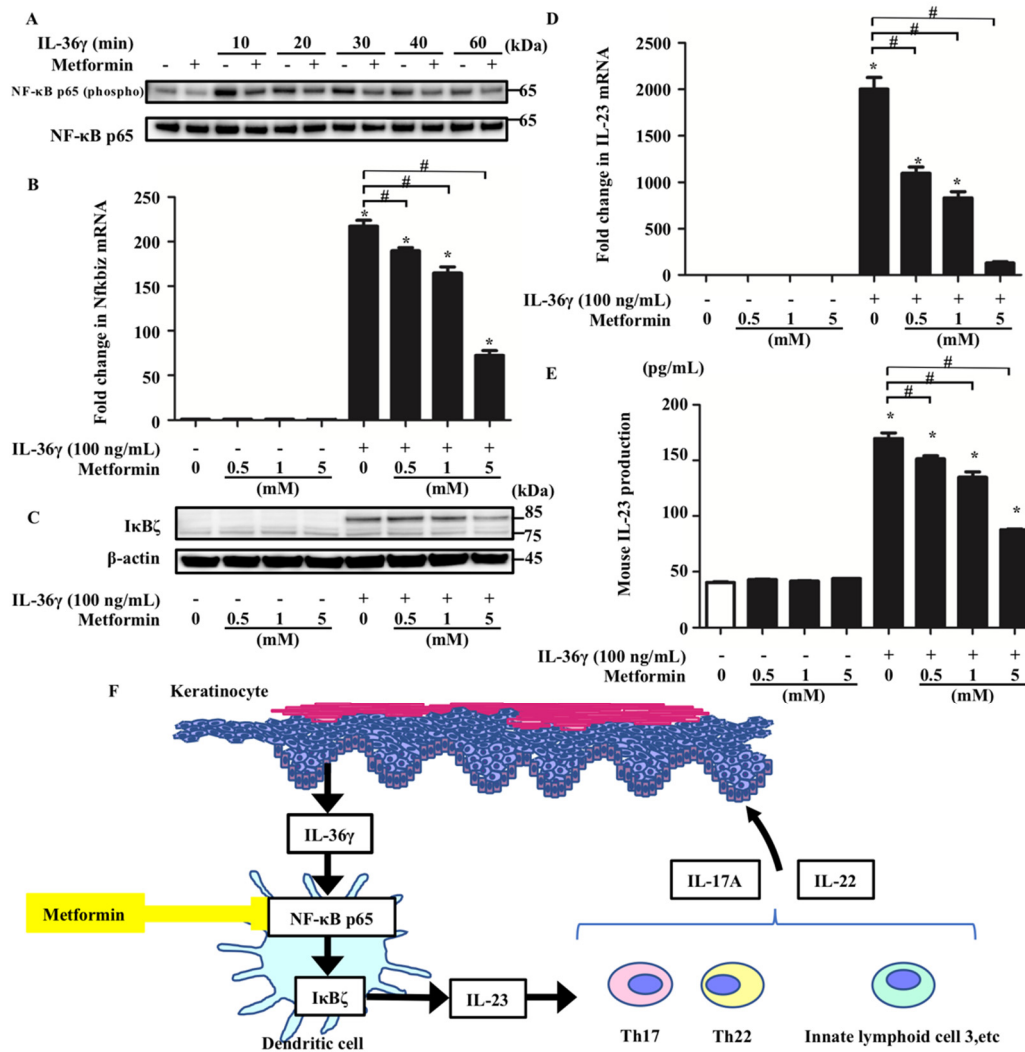 A
IL-36γ (min) 10 20 30 40 60 (kDa)
Metformin - + - + - + - + - + - +
NF-κB p65 (phospho) 65
NF-κB p65 65
B
Fold change in Nfkbiz mRNA
250
200
150
100
50
0
# # #
* * * *
IL-36γ (100 ng/mL) - - - - + + + +
Metformin 0 0.5 1 5 0 0.5 1 5
(mM) (mM)
C
(kDa)
IκBζ 85
75
β-actin 45
IL-36γ (100 ng/mL) - - - - + + + +
Metformin 0 0.5 1 5 0 0.5 1 5
(mM) (mM)
D
Fold change in IL-23 mRNA
2500
2000
1500
1000
500
0
# # #
* * *
IL-36γ (100 ng/mL) - - - - + + + +
Metformin 0 0.5 1 5 0 0.5 1 5
(mM) (mM)
E
(pg/mL)
Mouse IL-23 production
200
150
100
50
0
# # #
* * * *
IL-36γ (100 ng/mL) - - - - + + + +
Metformin 0 0.5 1 5 0 0.5 1 5
(mM) (mM)
F
Keratinocyte
IL-36γ
Metformin
NF-κB p65
IκBζ
Dendritic cell
IL-23
IL-17A
IL-22
Th17
Th22
Innate lymphoid cell 3,etc